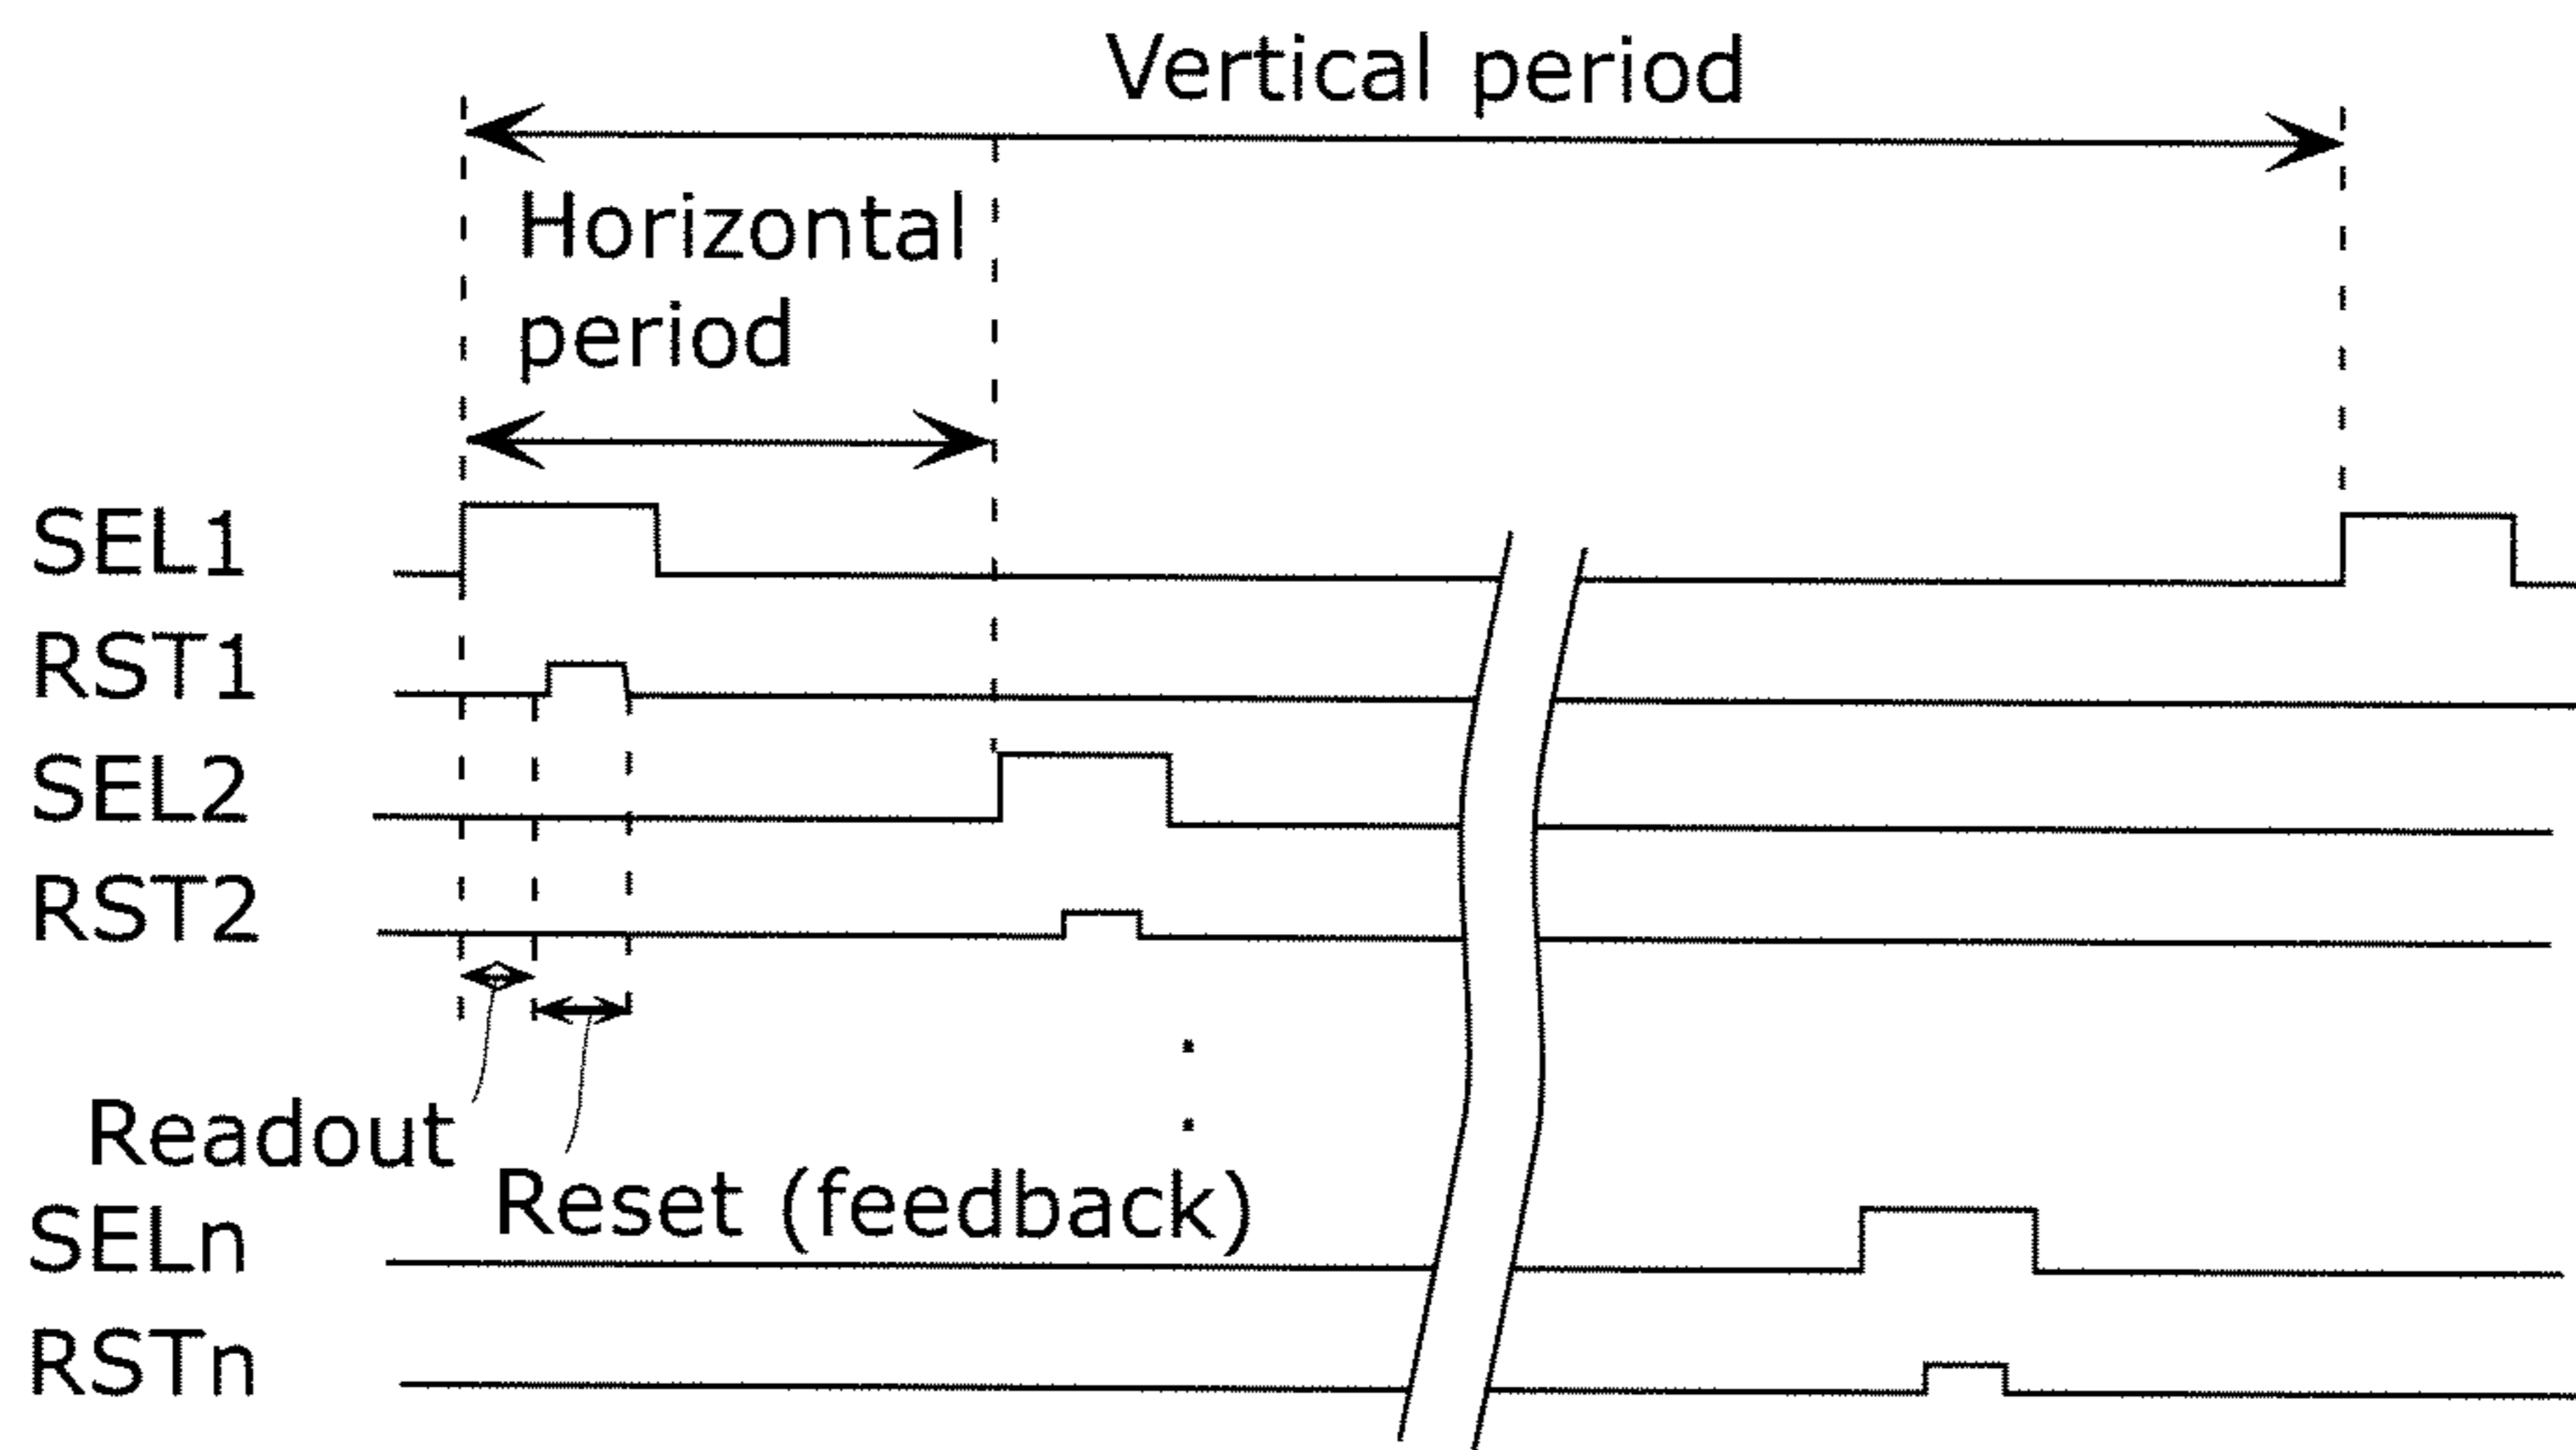 Vertical period
Horizontal
period
SEL1
RST1
SEL2
RST2
Readout
Reset (feedback)
SELn
RSTn